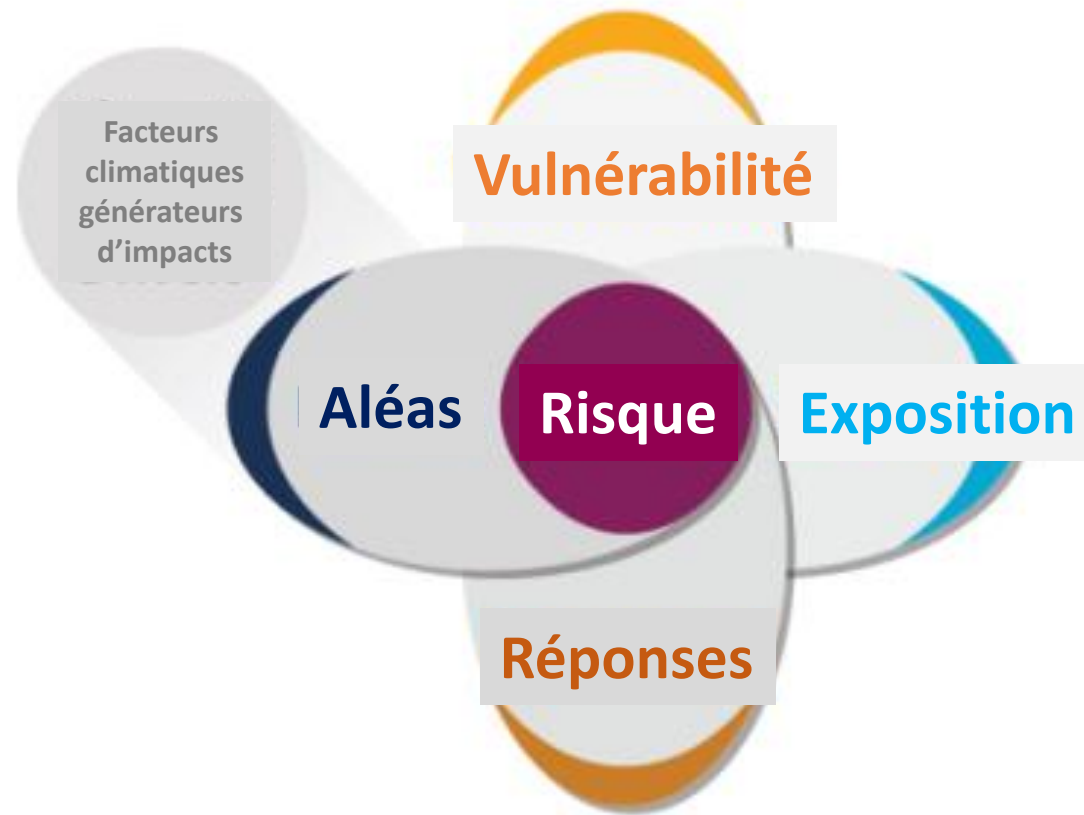 Facteurs
climatiques
générateurs
d’impacts
Vulnérabilité
Aléas
Risque
Exposition
Réponses